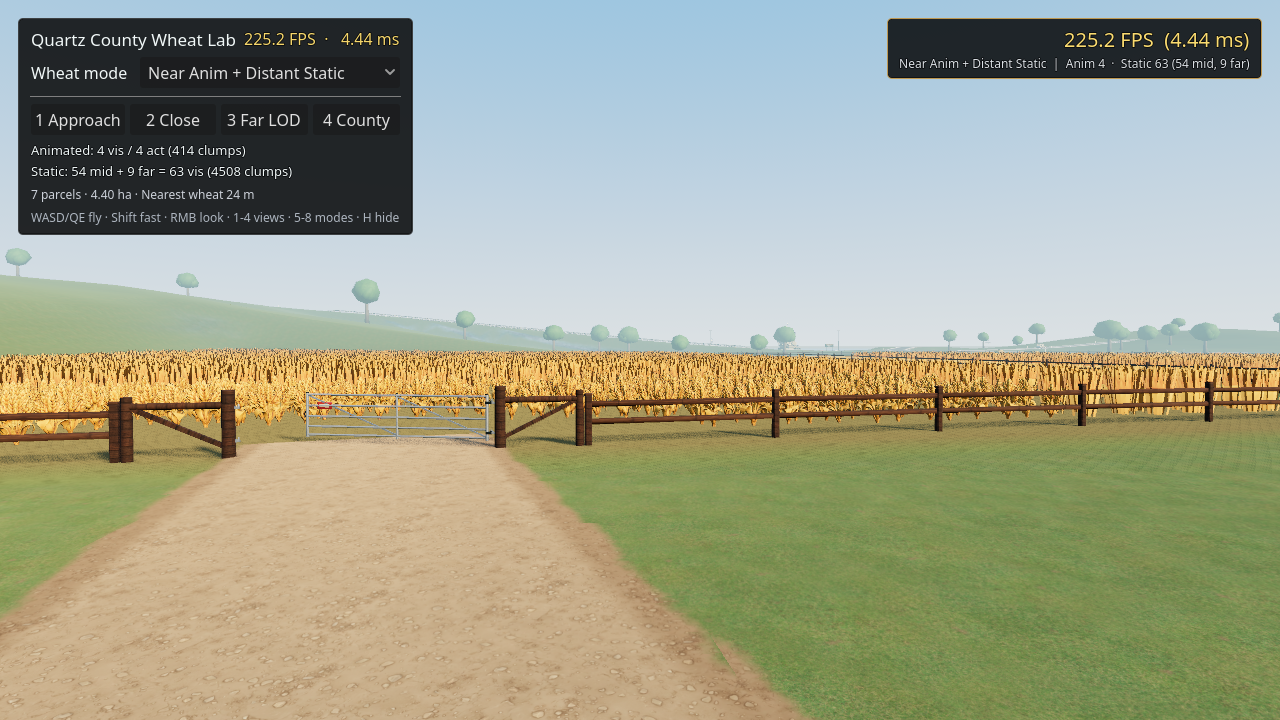 Quartz County Wheat Lab 225.2 FPS · 4.44 ms
Wheat mode Near Anim + Distant Static
1 Approach 2 Close 3 Far LOD 4 County
Animated: 4 vis / 4 act (414 clumps)
Static: 54 mid + 9 far = 63 vis (4508 clumps)
7 parcels · 4.40 ha · Nearest wheat 24 m
WASD/QE fly · Shift fast · RMB look · 1-4 views · 5-8 modes · H hide
225.2 FPS (4.44 ms)
Near Anim + Distant Static | Anim 4 · Static 63 (54 mid, 9 far)